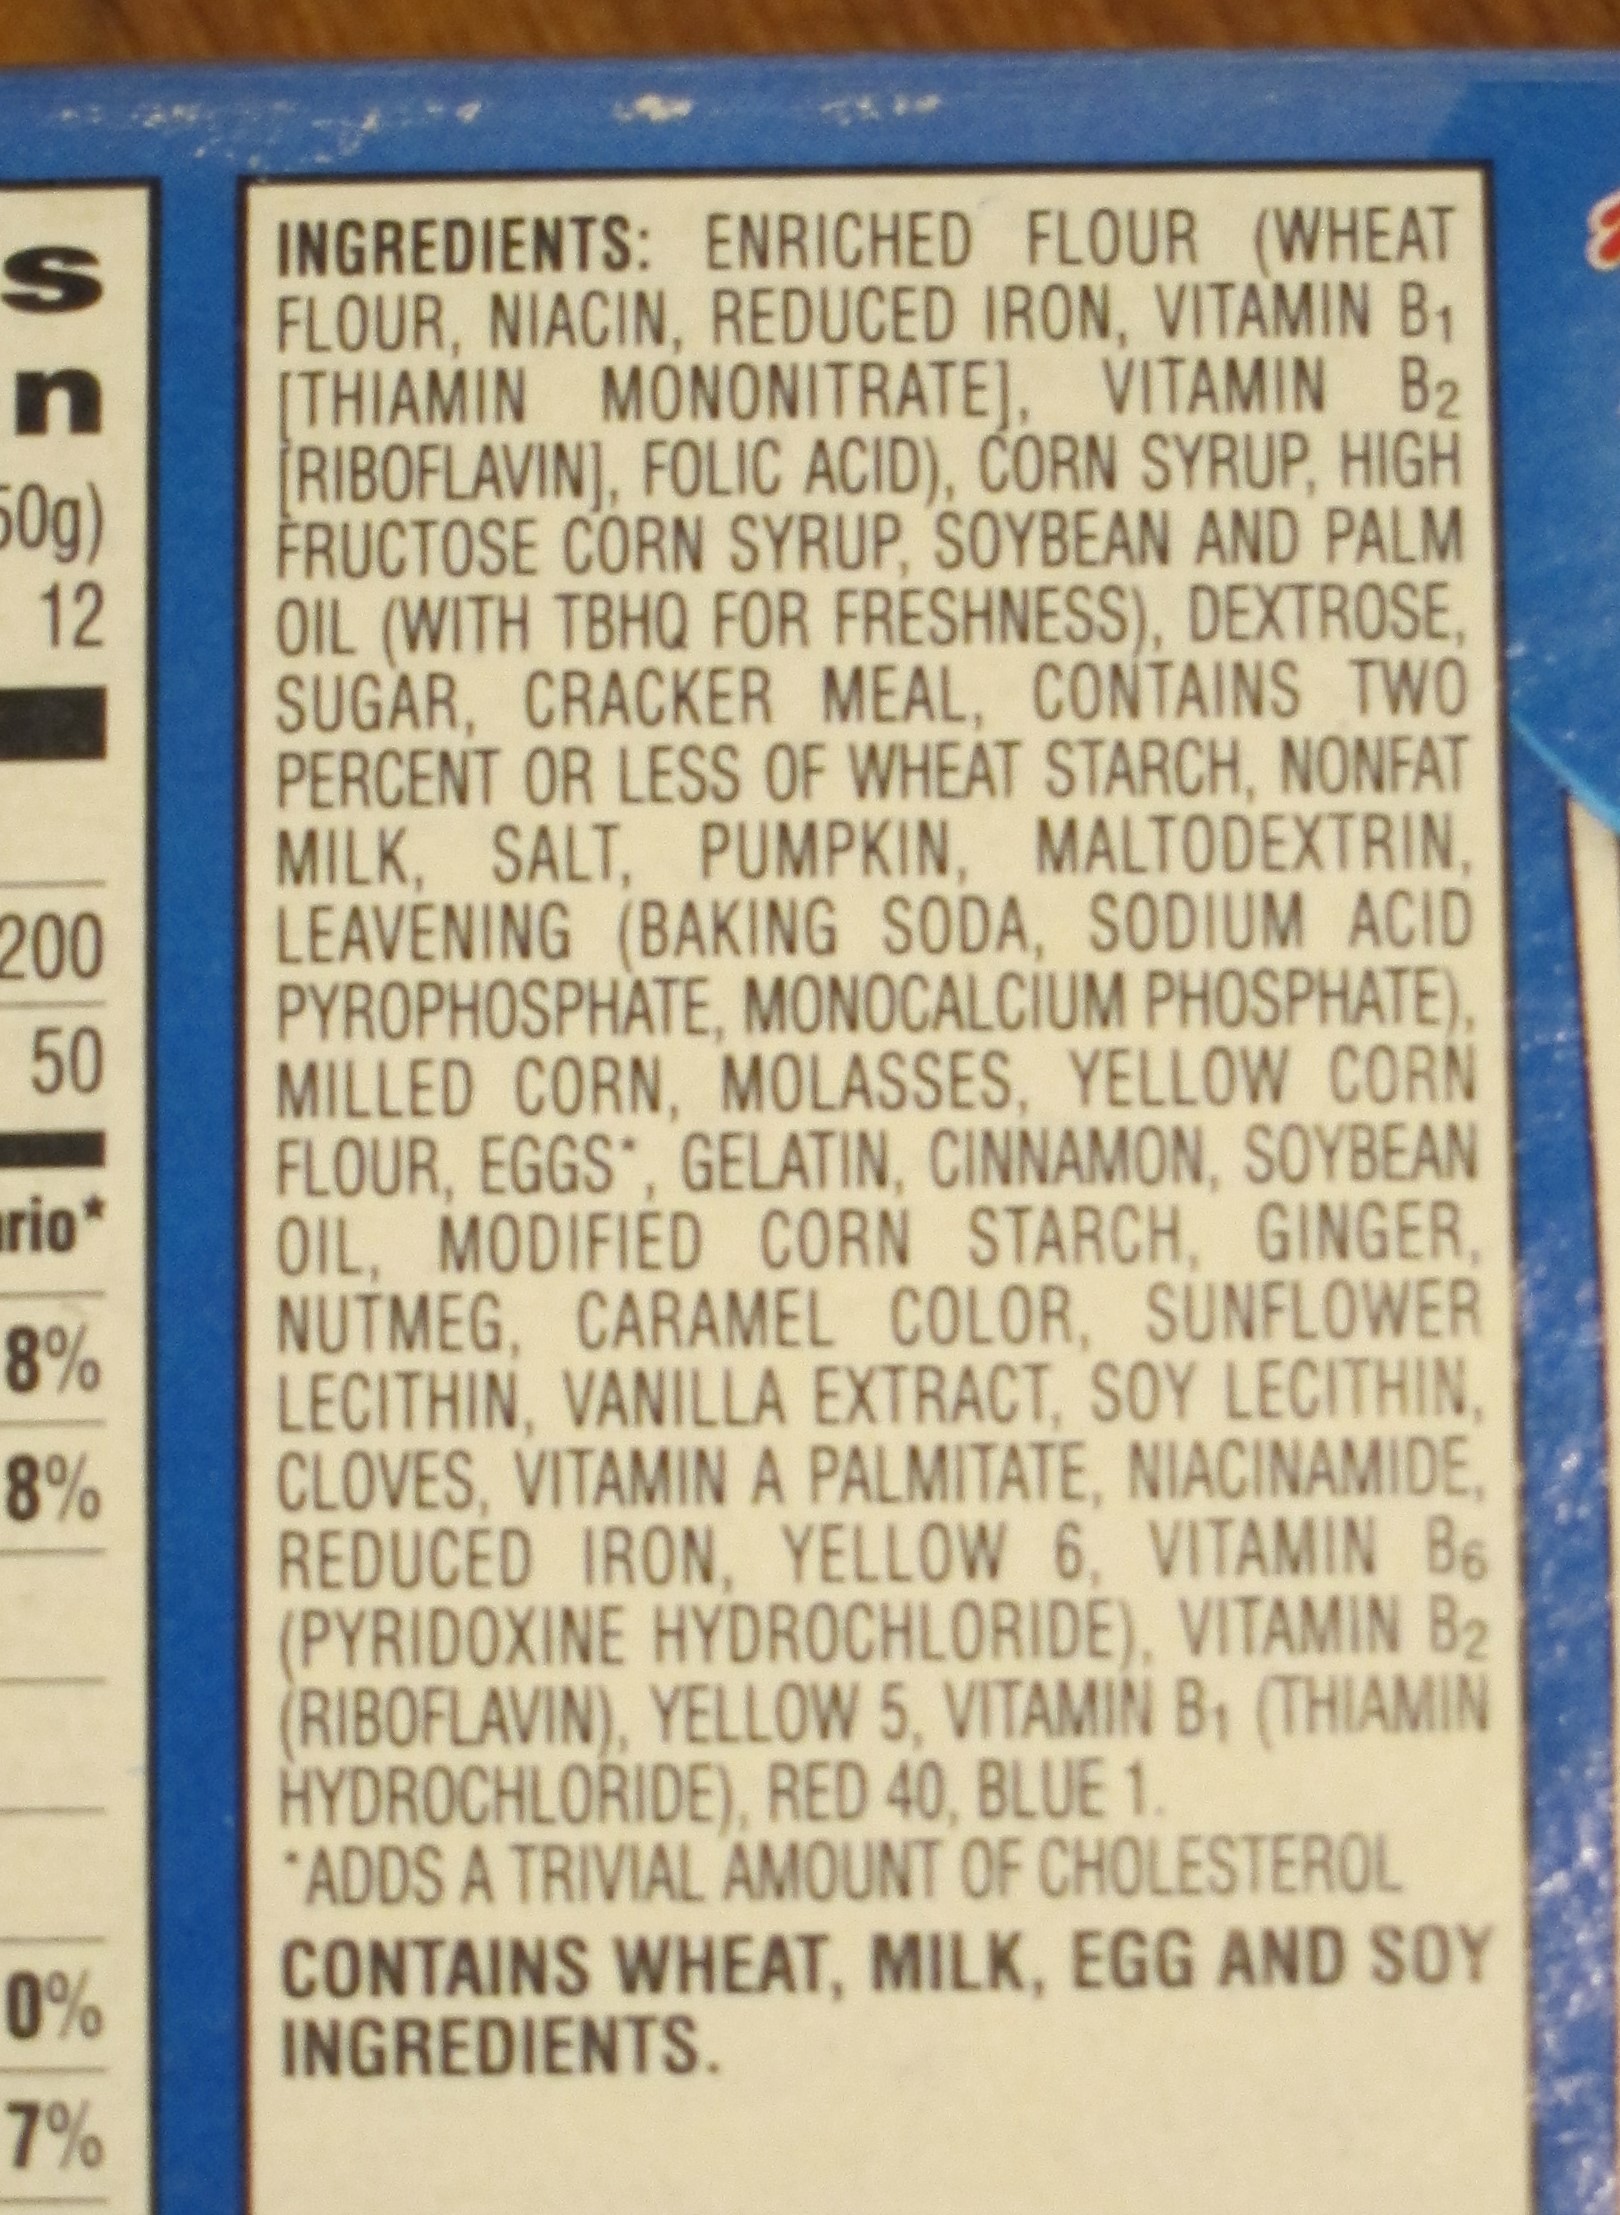 s
n
50g)
12
200
50
ario*
8%
8%
0%
7%
INGREDIENTS: ENRICHED FLOUR (WHEAT
FLOUR, NIACIN, REDUCED IRON, VITAMIN B1
[THIAMIN MONONITRATE], VITAMIN B2
[RIBOFLAVIN], FOLIC ACID), CORN SYRUP, HIGH
FRUCTOSE CORN SYRUP, SOYBEAN AND PALM
OIL (WITH TBHQ FOR FRESHNESS), DEXTROSE,
SUGAR, CRACKER MEAL, CONTAINS TWO
PERCENT OR LESS OF WHEAT STARCH, NONFAT
MILK, SALT, PUMPKIN, MALTODEXTRIN,
LEAVENING (BAKING SODA, SODIUM ACID
PYROPHOSPHATE, MONOCALCIUM PHOSPHATE),
MILLED CORN, MOLASSES, YELLOW CORN
FLOUR, EGGS*, GELATIN, CINNAMON, SOYBEAN
OIL, MODIFIED CORN STARCH, GINGER,
NUTMEG, CARAMEL COLOR, SUNFLOWER
LECITHIN, VANILLA EXTRACT, SOY LECITHIN,
CLOVES, VITAMIN A PALMITATE, NIACINAMIDE,
REDUCED IRON, YELLOW 6, VITAMIN B6
(PYRIDOXINE HYDROCHLORIDE), VITAMIN B2
(RIBOFLAVIN), YELLOW 5, VITAMIN B1 (THIAMIN
HYDROCHLORIDE), RED 40, BLUE 1.
*ADDS A TRIVIAL AMOUNT OF CHOLESTEROL
CONTAINS WHEAT, MILK, EGG AND SOY
INGREDIENTS.